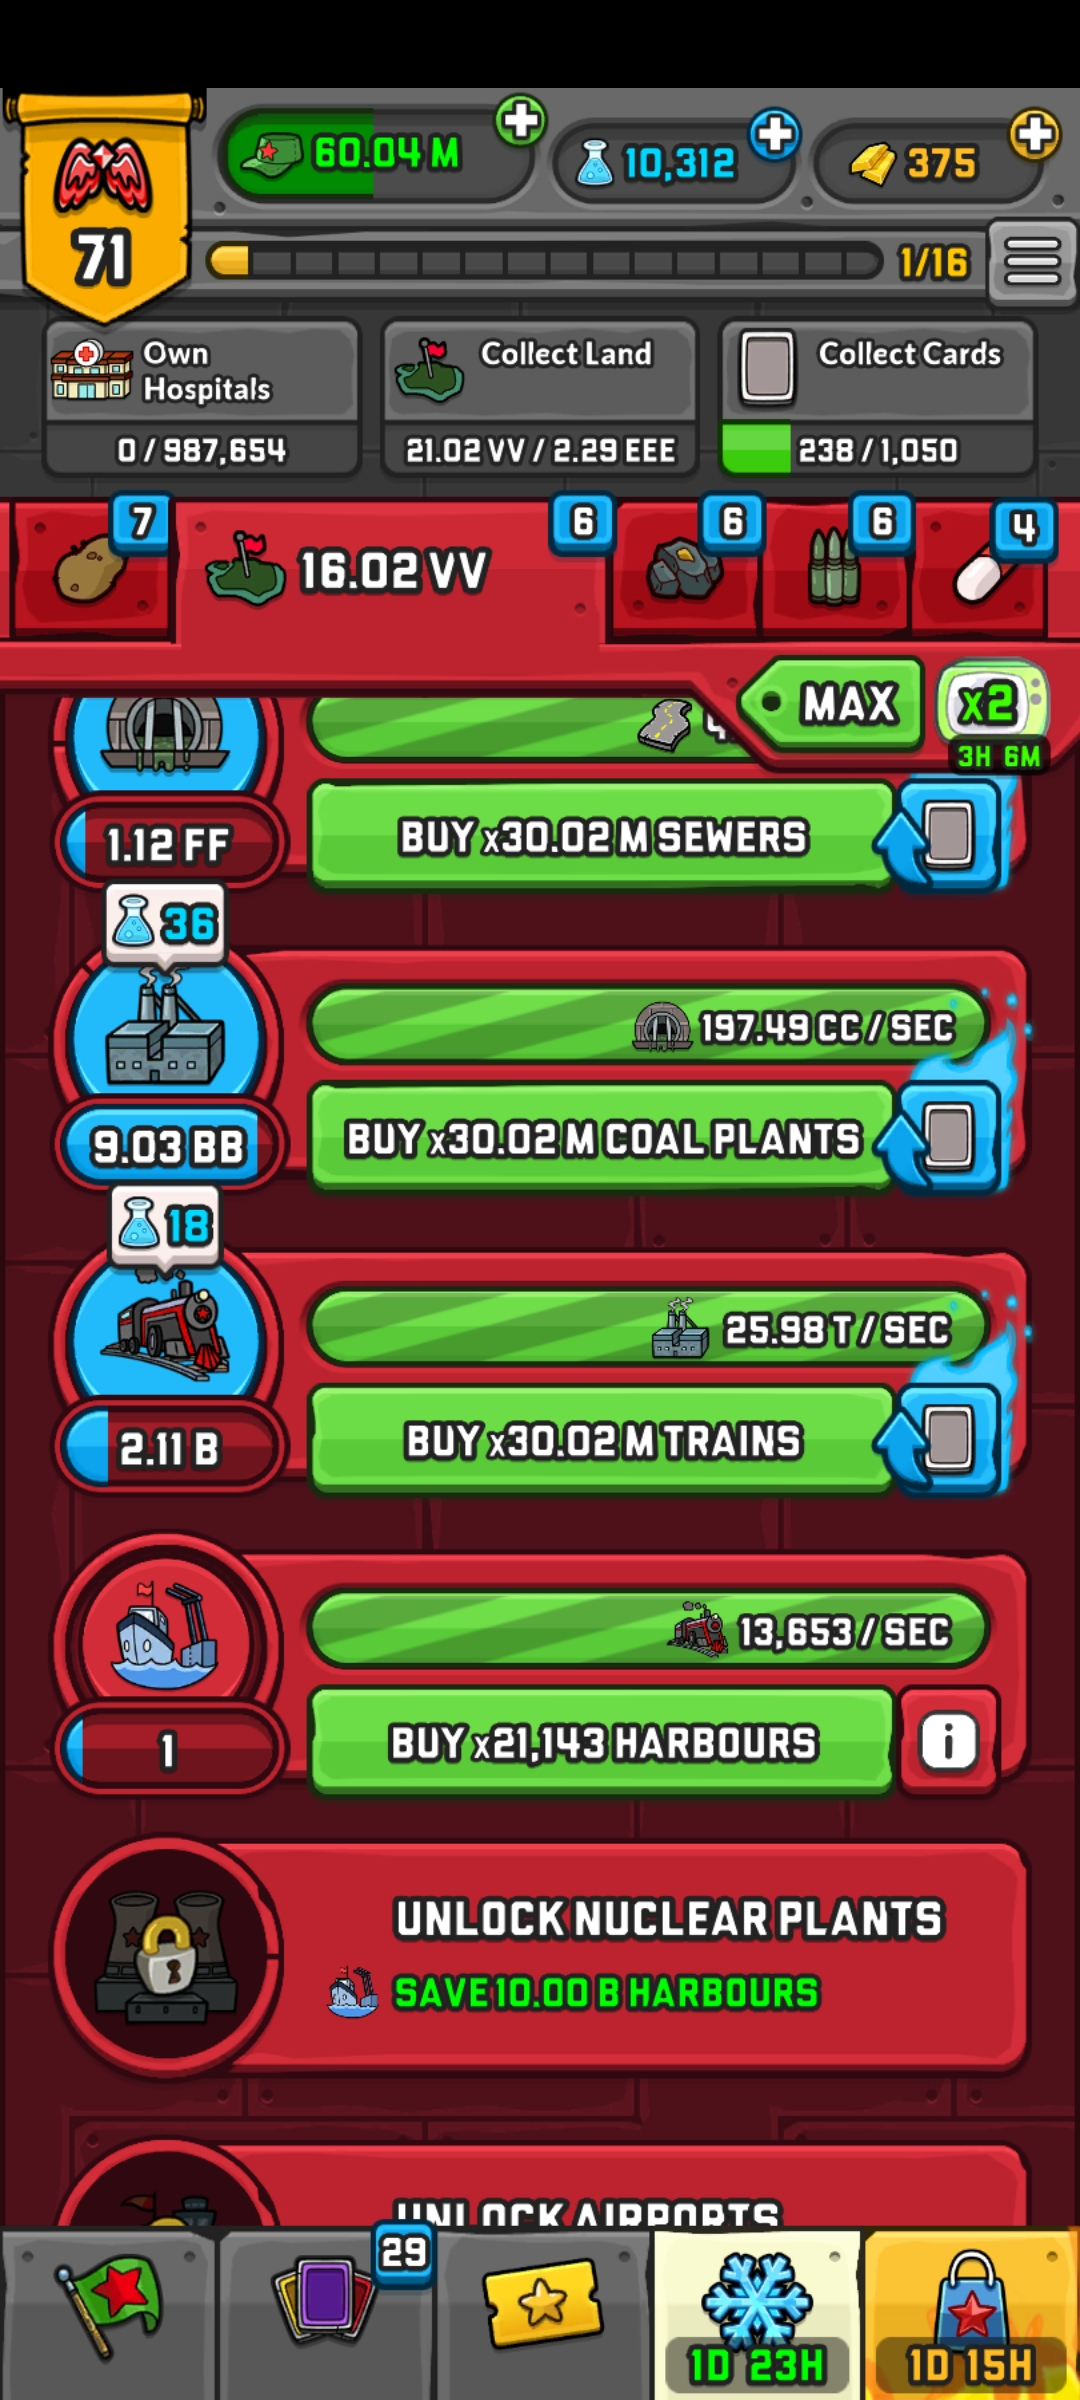 60.04 M
10,312
375
71
1/16
Own
Hospitals
0 / 987,654
Collect Land
21.02 VV / 2.29 EEE
Collect Cards
238 / 1,050
7
16.02 VV
6
6
6
4
MAX
x2
3H 6M
1.12 FF
BUY x30.02 M SEWERS
36
197.49 CC / SEC
9.03 BB
BUY x30.02 M COAL PLANTS
18
25.98 T / SEC
2.11 B
BUY x30.02 M TRAINS
13,653 / SEC
1
BUY x21,143 HARBOURS
i
UNLOCK NUCLEAR PLANTS
SAVE 10.00 B HARBOURS
UNLOCK AIRPORTS
29
1D 23H
1D 15H